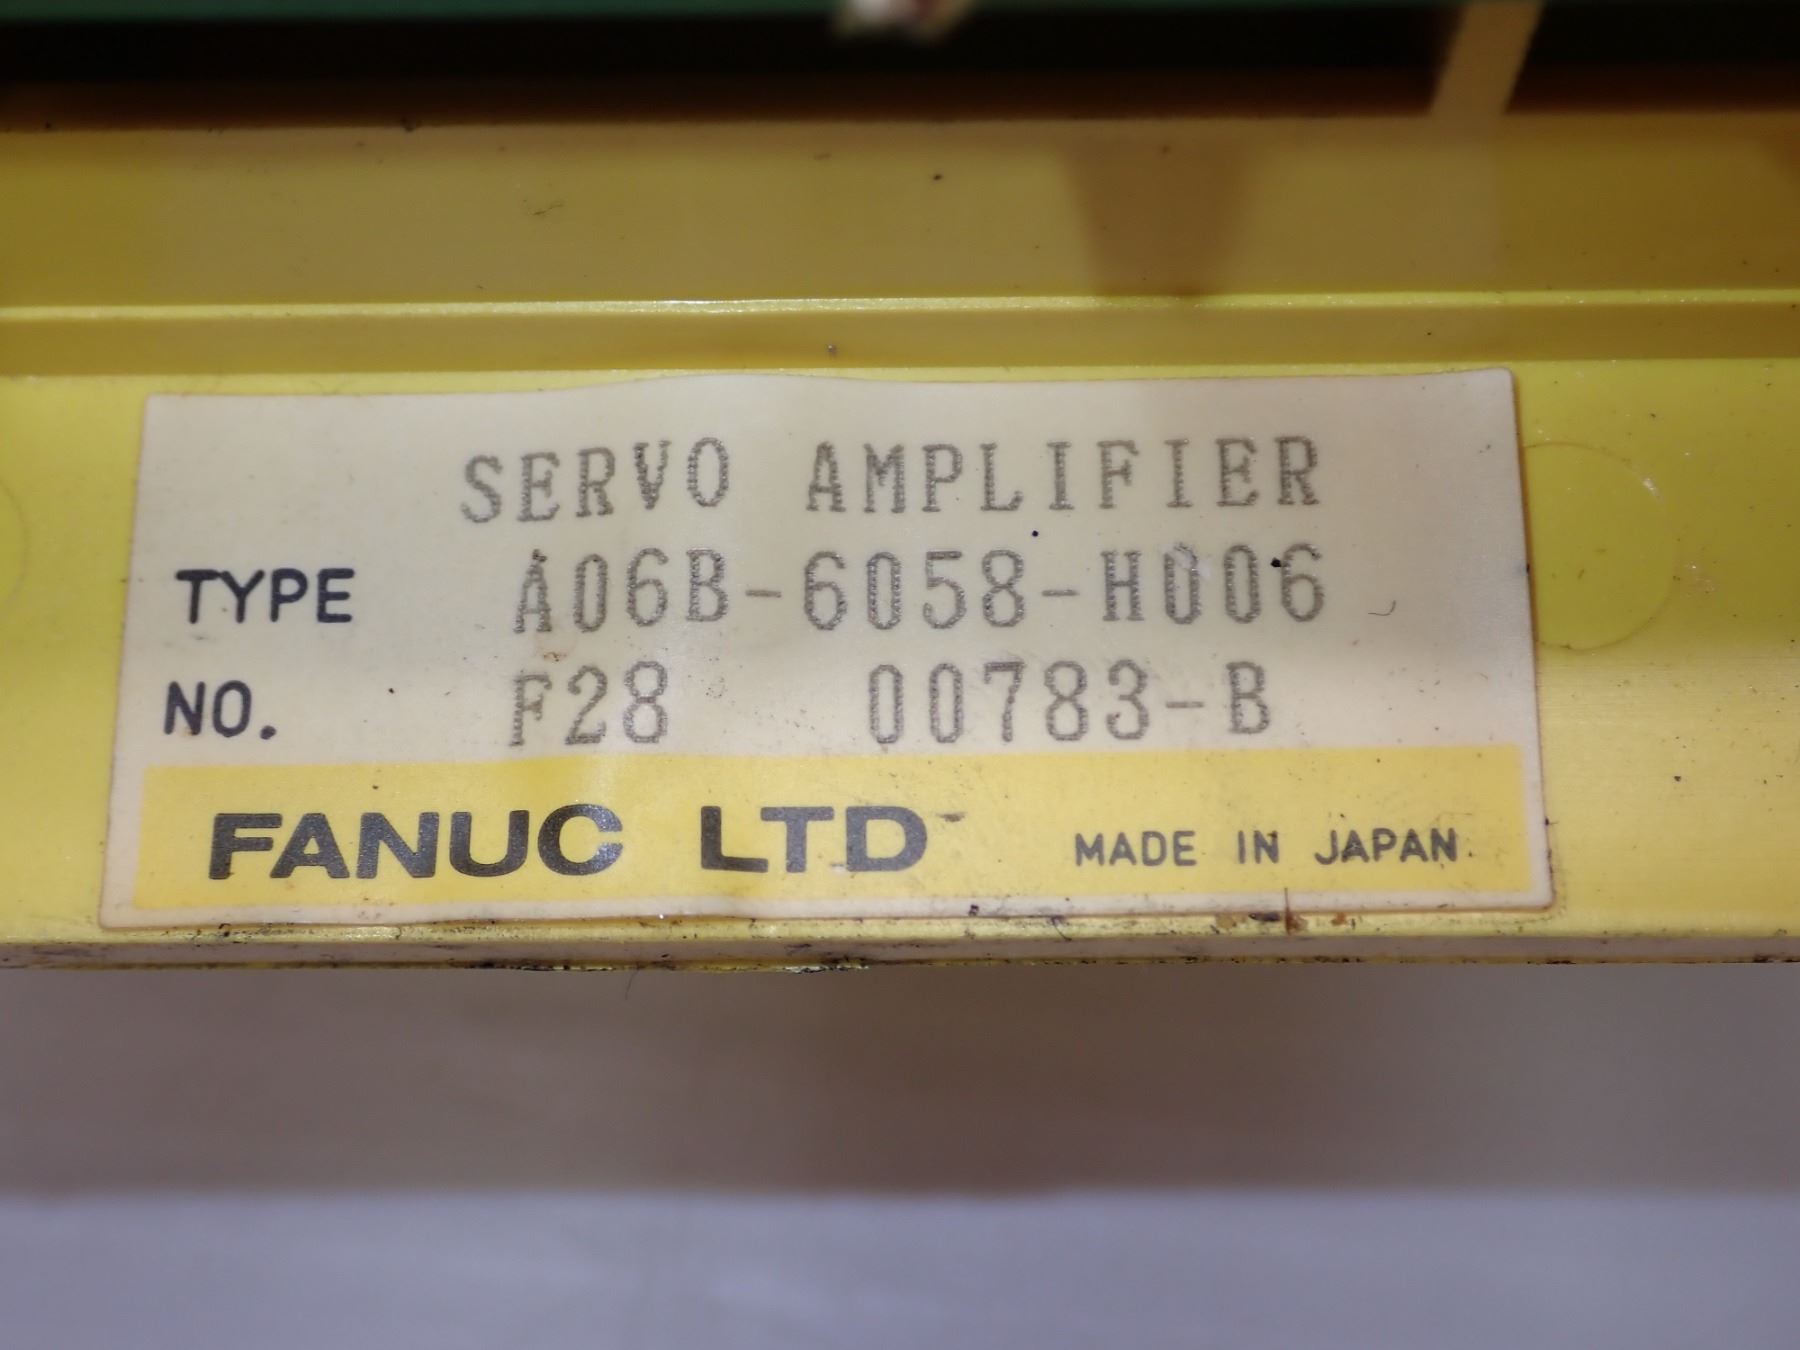 SERVO AMPLIFIER
TYPE A06B-6058-H006
NO. F28 00783-B
FANUC LTD MADE IN JAPAN